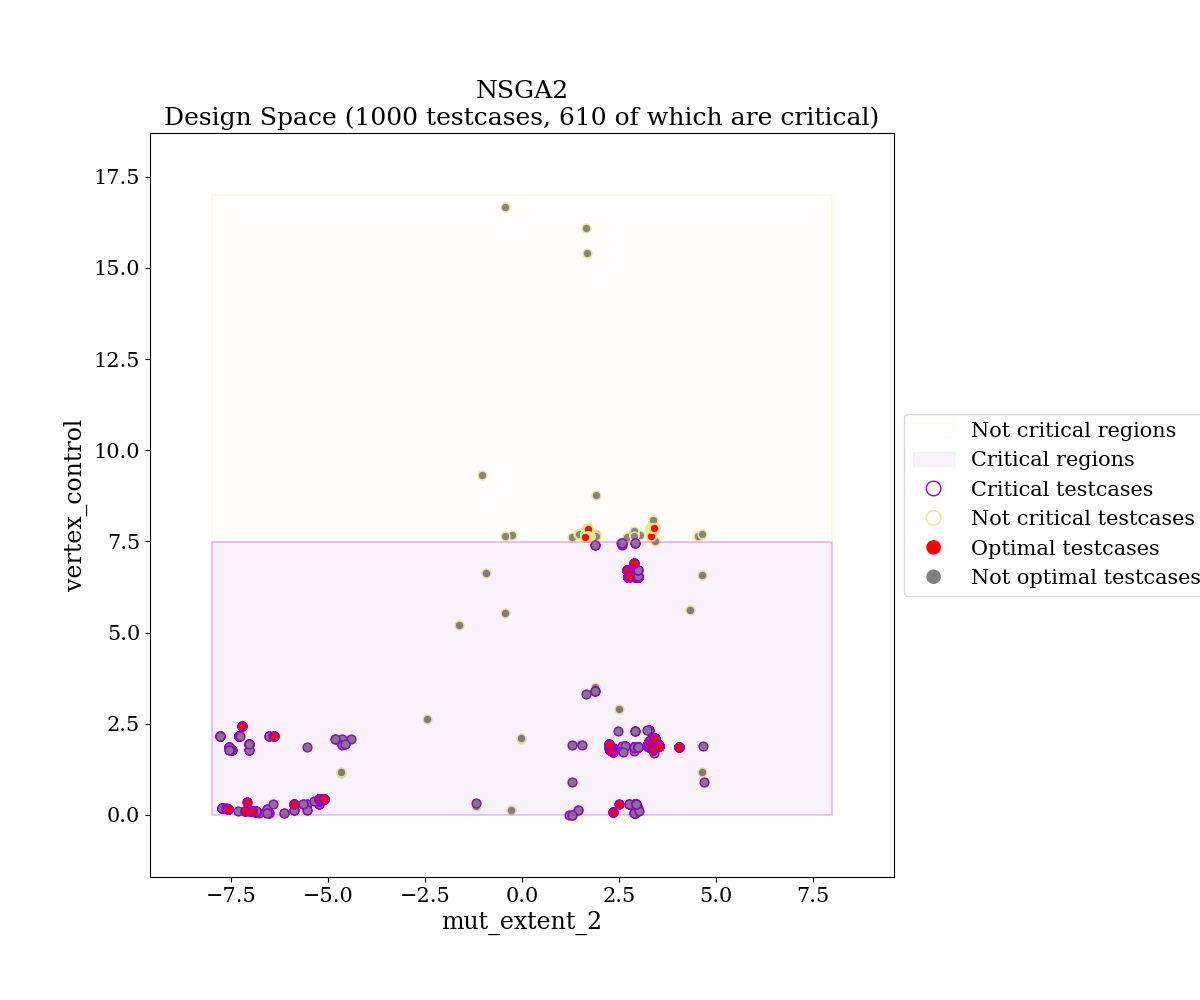 NSGA2
Design Space (1000 testcases, 610 of which are critical)
17.5
15.0
12.5
10.0
7.5
5.0
2.5
0.0
vertex_control
−7.5
−5.0
−2.5
0.0
2.5
5.0
7.5
mut_extent_2
Not critical regions
Critical regions
Critical testcases
Not critical testcases
Optimal testcases
Not optimal testcases